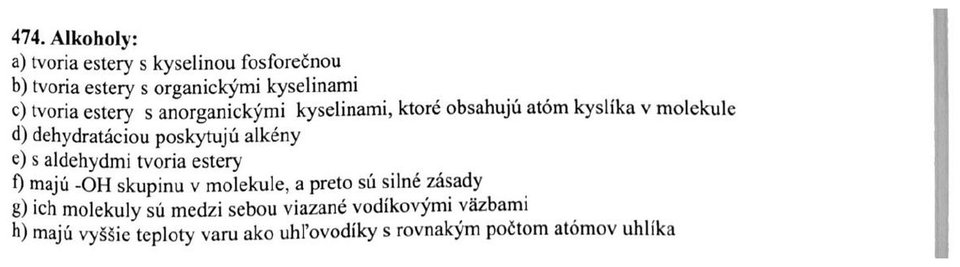 474. Alkoholy:
a) tvoria estery s kyselinou fosforečnou
b) tvoria estery s organickými kyselinami
c) tvoria estery s anorganickými kyselinami, ktoré obsahujú atóm kyslíka v molekule
d) dehydratáciou poskytujú alkény
e) s aldehydmi tvoria estery
f) majú -OH skupinu v molekule, a preto sú silné zásady
g) ich molekuly sú medzi sebou viazané vodíkovými väzbami
h) majú vyššie teploty varu ako uhľovodíky s rovnakým počtom atómov uhlíka